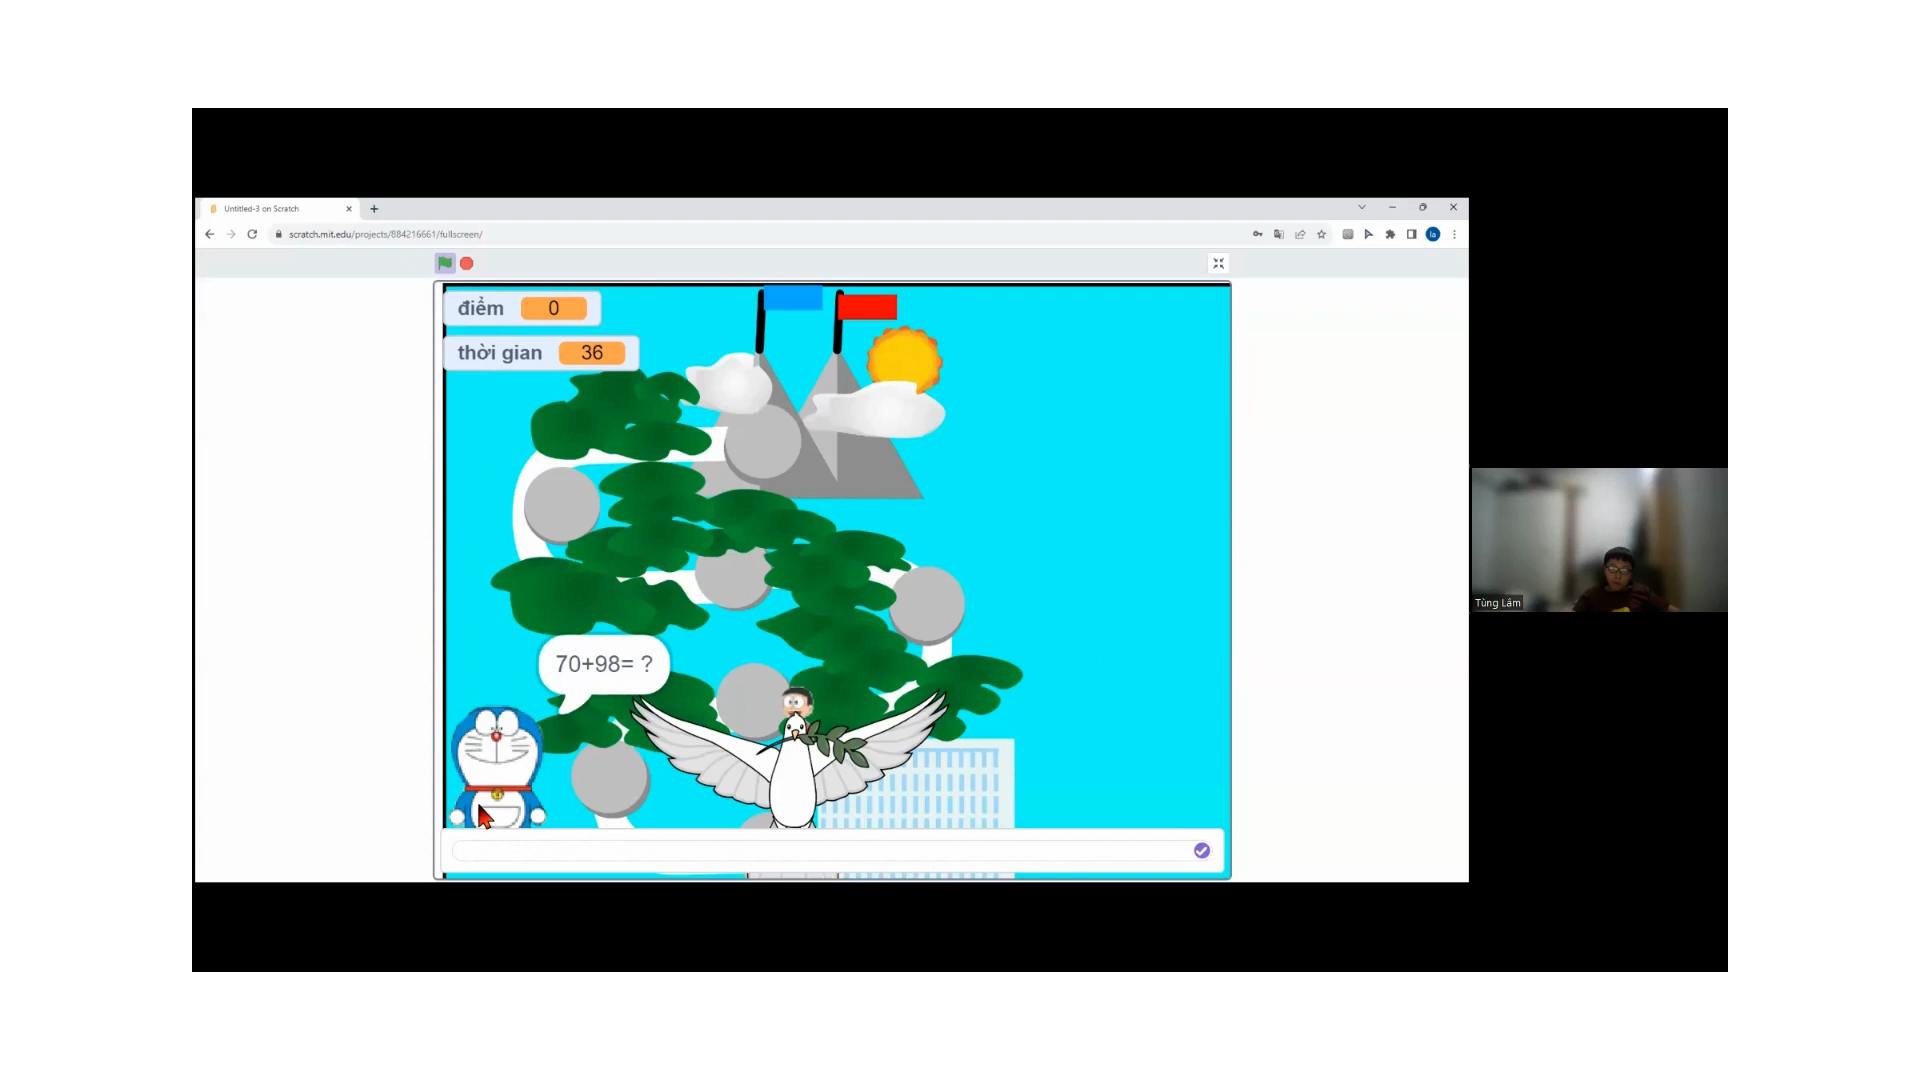 Untitled-3 on Scratch
scratch.mit.edu/projects/884216661/fullscreen/
la
điểm 0
thời gian 36
70+98= ?
Tùng Lâm